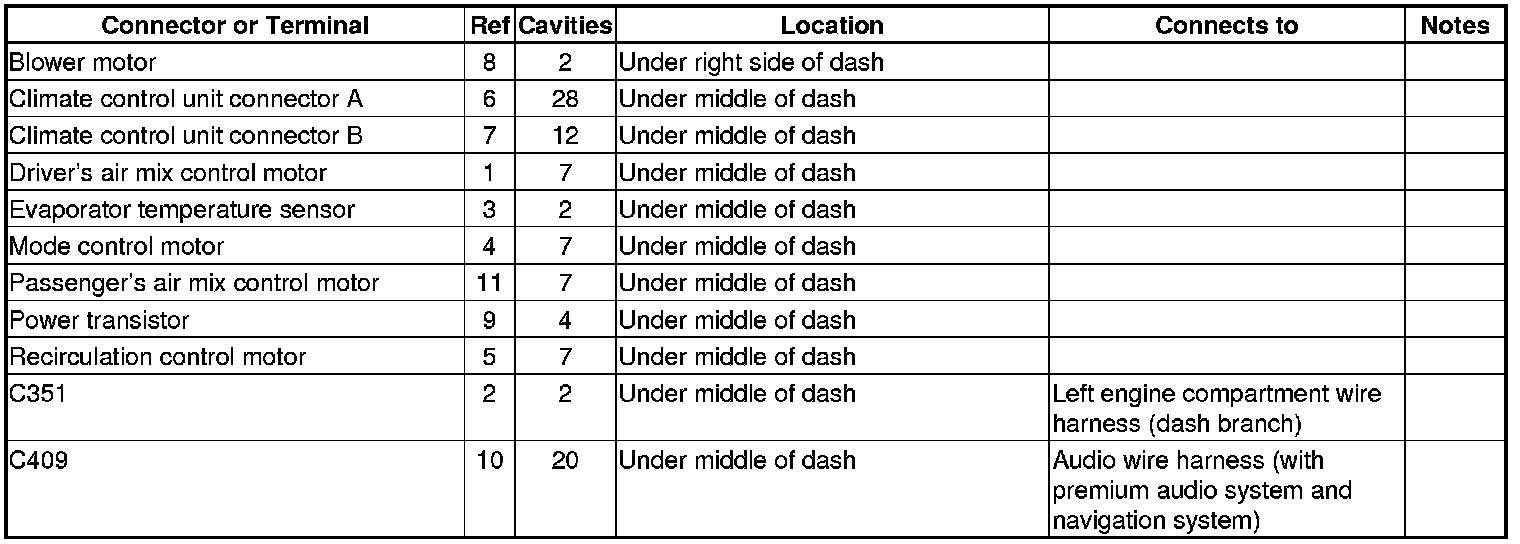 Connector or Terminal Ref Cavities Location Connects to Notes
Blower motor 8 2 Under right side of dash
Climate control unit connector A 6 28 Under middle of dash
Climate control unit connector B 7 12 Under middle of dash
Driver's air mix control motor 1 7 Under middle of dash
Evaporator temperature sensor 3 2 Under middle of dash
Mode control motor 4 7 Under middle of dash
Passenger's air mix control motor 11 7 Under middle of dash
Power transistor 9 4 Under middle of dash
Recirculation control motor 5 7 Under middle of dash
C351 2 2 Under middle of dash Left engine compartment wire
harness (dash branch)
C409 10 20 Under middle of dash Audio wire harness (with
premium audio system and
navigation system)